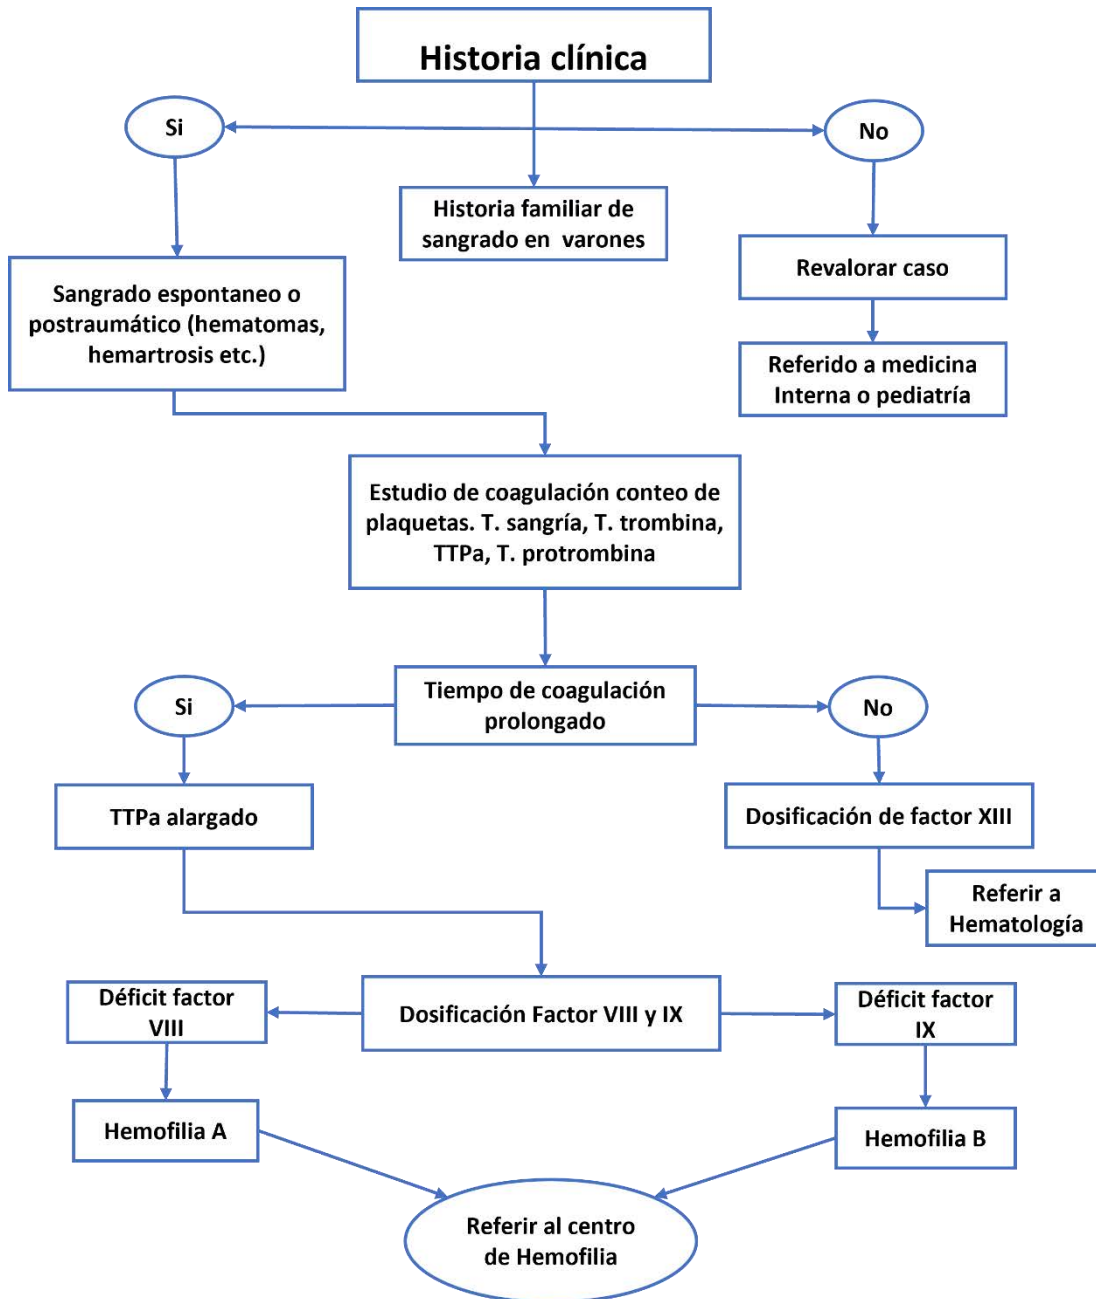 Historia clínica
Si
No
Historia familiar de
sangrado en varones
Revalorar caso
Sangrado espontaneo o
postraumático (hematomas,
hemartrosis etc.)
Referido a medicina
Interna o pediatría
Estudio de coagulación conteo de
plaquetas. T. sangría, T. trombina,
TTPa, T. protrombina
Tiempo de coagulación
prolongado
Si
No
TTPa alargado
Dosificación de factor XIII
Referir a
Hematología
Déficit factor
VIII
Dosificación Factor VIII y IX
Déficit factor
IX
Hemofilia A
Hemofilia B
Referir al centro
de Hemofilia